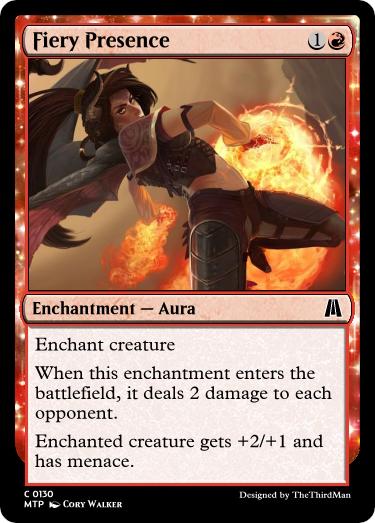 Fiery Presence 1
Enchantment — Aura
Enchant creature
When this enchantment enters the
battlefield, it deals 2 damage to each
opponent.
Enchanted creature gets +2/+1 and
has menace.
C 0130
MTP Cory Walker
Designed by TheThirdMan